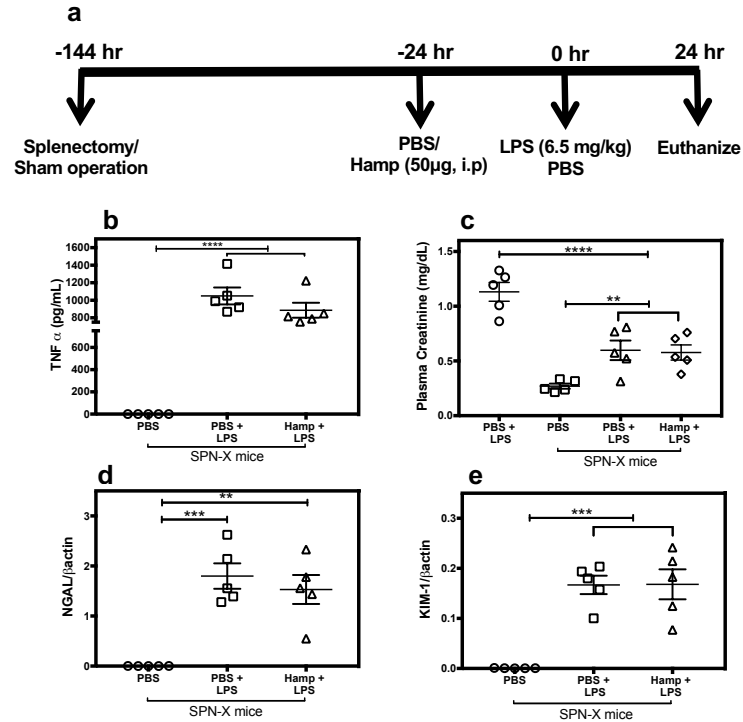 a
-144 hr
-24 hr
0 hr
24 hr
Splenectomy/
Sham operation
PBS/
Hamp (50µg, i.p)
LPS (6.5 mg/kg)
PBS
Euthanize
b
TNF α (pg/mL)
1600
1400
1200
1000
800
600
400
200
0
****
PBS
PBS +
LPS
Hamp +
LPS
SPN-X mice
c
Plasma Creatinine (mg/dL)
1.5
1.0
0.5
0.0
****
**
PBS +
LPS
PBS
PBS +
LPS
Hamp +
LPS
SPN-X mice
d
NGAL/βactin
3
2
1
0
**
***
PBS
PBS +
LPS
Hamp +
LPS
SPN-X mice
e
KIM-1/βactin
0.3
0.2
0.1
0.0
***
PBS
PBS +
LPS
Hamp +
LPS
SPN-X mice